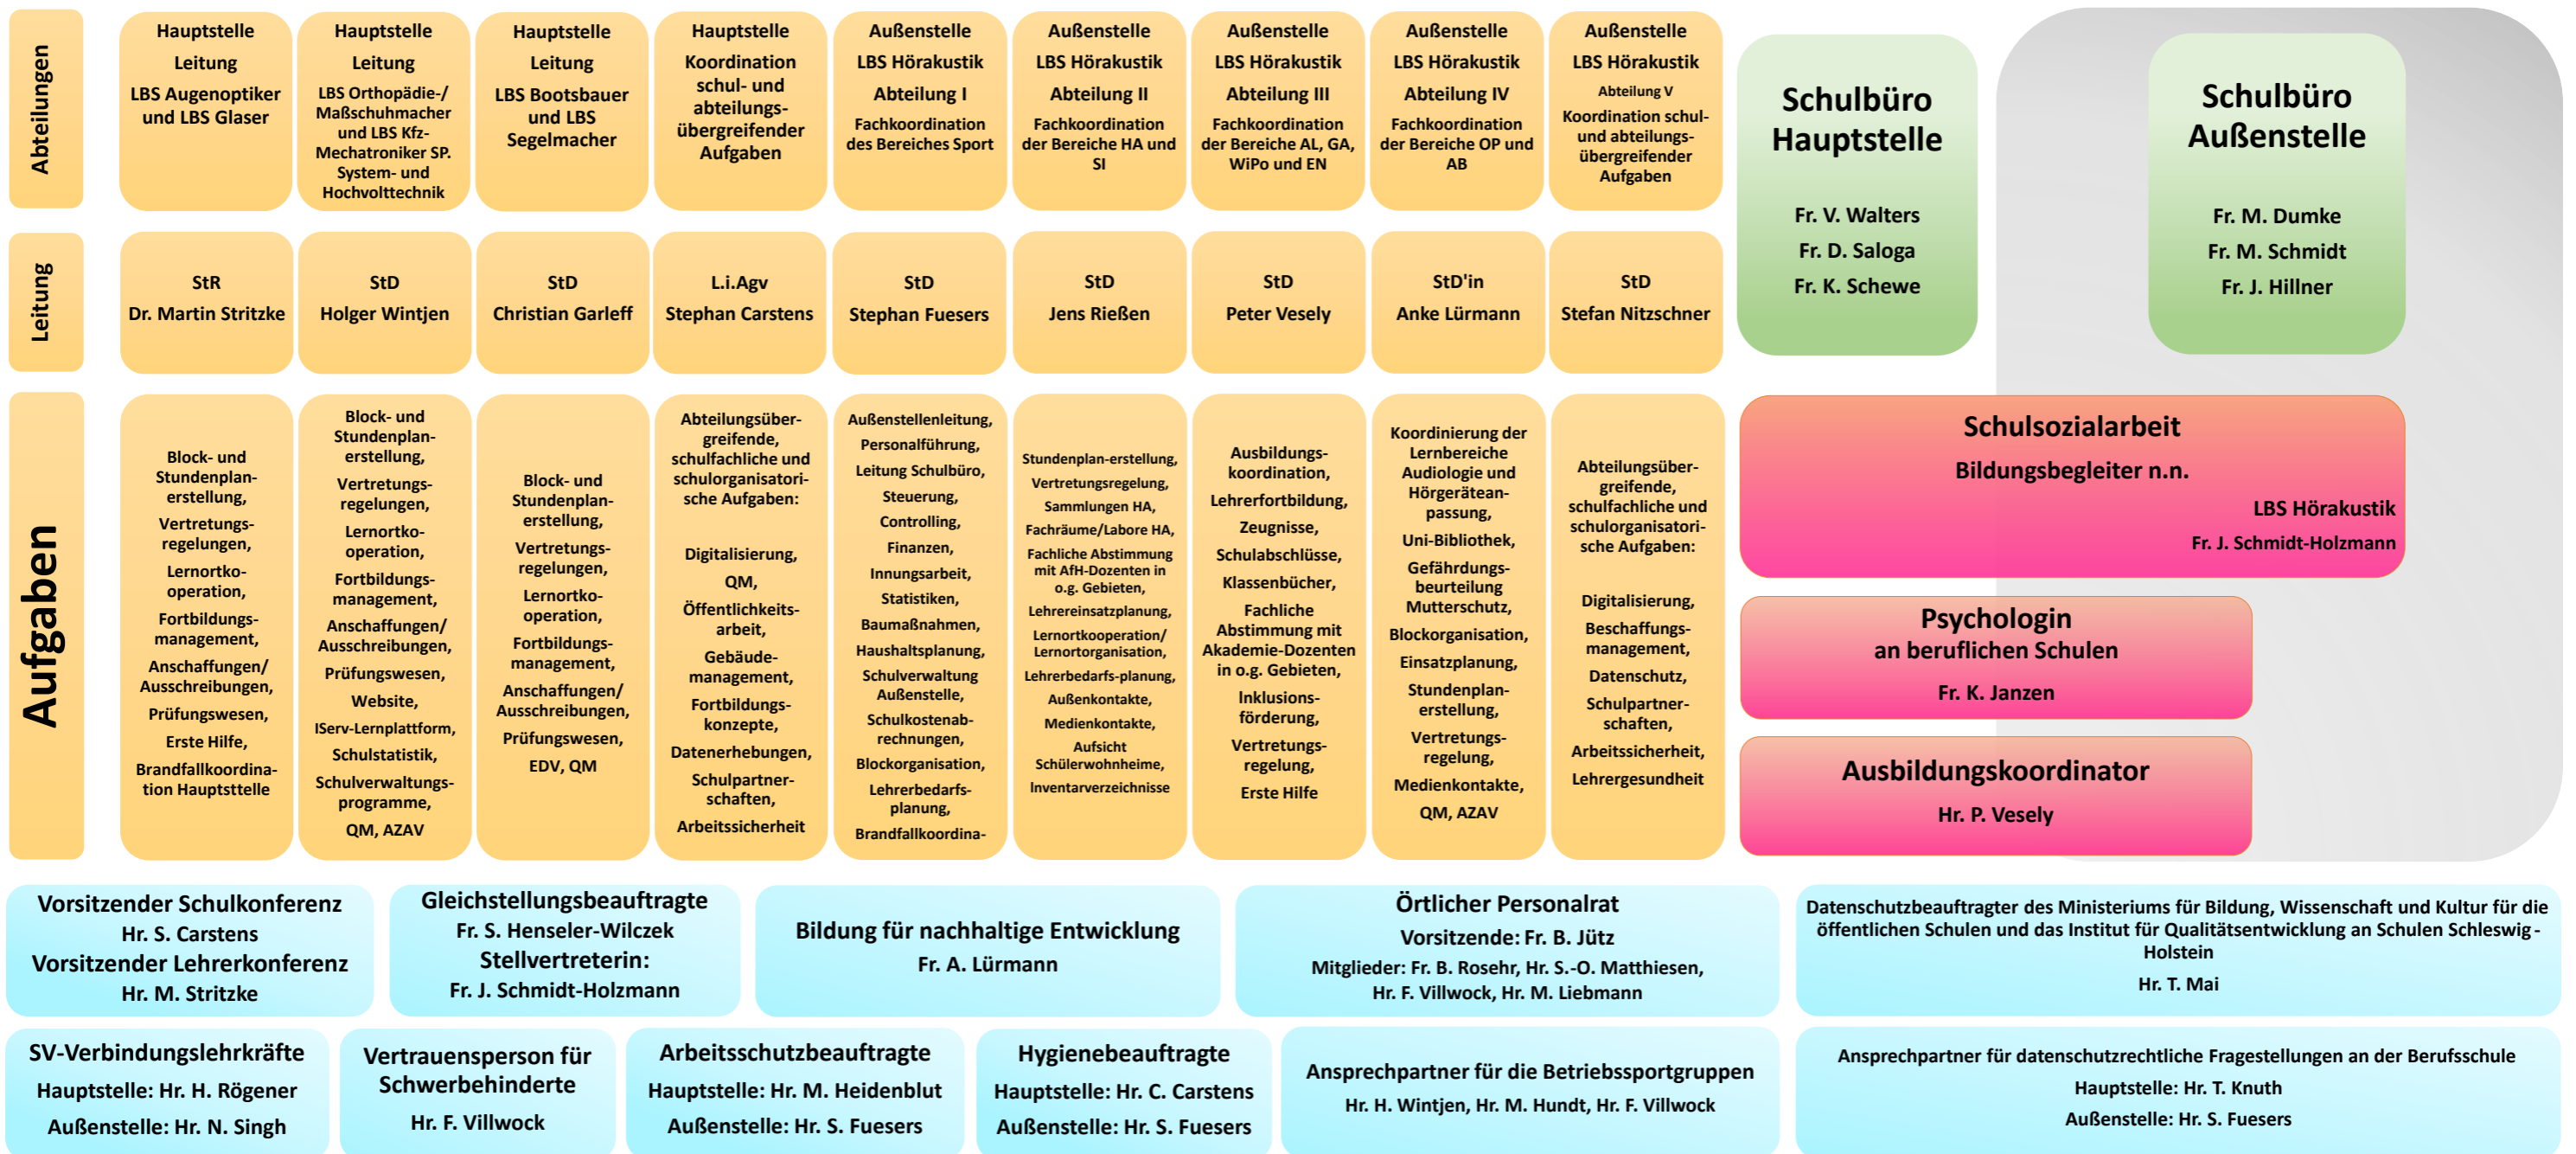 Abteilungen
Hauptstelle
Leitung
LBS Augenoptiker
und LBS Glaser
Hauptstelle
Leitung
LBS Orthopädie-/
Maßschuhmacher
und LBS Kfz-
Mechatroniker SP.
System- und
Hochvolttechnik
Hauptstelle
Leitung
LBS Bootsbauer
und LBS
Segelmacher
Hauptstelle
Koordination
schul- und
abteilungs-
übergreifender
Aufgaben
Außenstelle
LBS Hörakustik
Abteilung I
Fachkoordination
des Bereiches Sport
Außenstelle
LBS Hörakustik
Abteilung II
Fachkoordination
der Bereiche HA und
SI
Außenstelle
LBS Hörakustik
Abteilung III
Fachkoordination
der Bereiche AL, GA,
WiPo und EN
Außenstelle
LBS Hörakustik
Abteilung IV
Fachkoordination
der Bereiche OP und
AB
Außenstelle
LBS Hörakustik
Abteilung V
Koordination schul-
und abteilungs-
übergreifender
Aufgaben
Schulbüro
Hauptstelle
Fr. V. Walters
Fr. D. Saloga
Fr. K. Schewe
Schulbüro
Außenstelle
Fr. M. Dumke
Fr. M. Schmidt
Fr. J. Hillner
Leitung
StR
Dr. Martin Stritzke
StD
Holger Wintjen
StD
Christian Garleff
L.i.Agv
Stephan Carstens
StD
Stephan Fuesers
StD
Jens Rießen
StD
Peter Vesely
StD'in
Anke Lürmann
StD
Stefan Nitzschner
Aufgaben
Block- und
Stundenplan-
erstellung,
Vertretungs-
regelungen,
Lernortko-
operation,
Fortbildungs-
management,
Anschaffungen/
Ausschreibungen,
Prüfungswesen,
Erste Hilfe,
Brandfallkoordina-
tion Hauptsttelle
Block- und
Stundenplan-
erstellung,
Vertretungs-
regelungen,
Lernortko-
operation,
Fortbildungs-
management,
Anschaffungen/
Ausschreibungen,
Prüfungswesen,
Website,
IServ-Lernplattform,
Schulstatistik,
Schulverwaltungs-
programme,
QM, AZAV
Block- und
Stundenplan-
erstellung,
Vertretungs-
regelungen,
Lernortko-
operation,
Fortbildungs-
management,
Anschaffungen/
Ausschreibungen,
Prüfungswesen,
EDV, QM
Abteilungsüber-
greifende,
schulfachliche und
schulorganisatori-
sche Aufgaben:
Digitalisierung,
QM,
Öffentlichkeits-
arbeit,
Gebäude-
management,
Fortbildungs-
konzepte,
Datenerhebungen,
Schulpartner-
schaften,
Arbeitssicherheit
Außenstellenleitung,
Personalführung,
Leitung Schulbüro,
Steuerung,
Controlling,
Finanzen,
Innungsarbeit,
Statistiken,
Baumaßnahmen,
Haushaltsplanung,
Schulverwaltung
Außenstelle,
Schulkostenab-
rechnungen,
Blockorganisation,
Lehrerbedarfs-
planung,
Brandfallkoordina-
Stundenplan-erstellung,
Vertretungsregelung,
Sammlungen HA,
Fachräume/Labore HA,
Fachliche Abstimmung
mit AfH-Dozenten in
o.g. Gebieten,
Lehrereinsatzplanung,
Lernortkooperation/
Lernortorganisation,
Lehrerbedarfs-planung,
Außenkontakte,
Medienkontakte,
Aufsicht
Schülerwohnheime,
Inventarverzeichnisse
Ausbildungs-
koordination,
Lehrerfortbildung,
Zeugnisse,
Schulabschlüsse,
Klassenbücher,
Fachliche
Abstimmung mit
Akademie-Dozenten
in o.g. Gebieten,
Inklusions-
förderung,
Vertretungs-
regelung,
Erste Hilfe
Koordinierung der
Lernbereiche
Audiologie und
Hörgerätean-
passung,
Uni-Bibliothek,
Gefährdungs-
beurteilung
Mutterschutz,
Blockorganisation,
Einsatzplanung,
Stundenplan-
erstellung,
Vertretungs-
regelung,
Medienkontakte,
QM, AZAV
Abteilungsüber-
greifende,
schulfachliche und
schulorganisatori-
sche Aufgaben:
Digitalisierung,
Beschaffungs-
management,
Datenschutz,
Schulpartner-
schaften,
Arbeitssicherheit,
Lehrergesundheit
Schulsozialarbeit
Bildungsbegleiter n.n.
LBS Hörakustik
Fr. J. Schmidt-Holzmann
Psychologin
an beruflichen Schulen
Fr. K. Janzen
Ausbildungskoordinator
Hr. P. Vesely
Vorsitzender Schulkonferenz
Hr. S. Carstens
Vorsitzender Lehrerkonferenz
Hr. M. Stritzke
Gleichstellungsbeauftragte
Fr. S. Henseler-Wilczek
Stellvertreterin:
Fr. J. Schmidt-Holzmann
Bildung für nachhaltige Entwicklung
Fr. A. Lürmann
Örtlicher Personalrat
Vorsitzende: Fr. B. Jütz
Mitglieder: Fr. B. Rosehr, Hr. S.-O. Matthiesen,
Hr. F. Villwock, Hr. M. Liebmann
Datenschutzbeauftragter des Ministeriums für Bildung, Wissenschaft und Kultur für die
öffentlichen Schulen und das Institut für Qualitätsentwicklung an Schulen Schleswig -
Holstein
Hr. T. Mai
SV-Verbindungslehrkräfte
Hauptstelle: Hr. H. Rögener
Außenstelle: Hr. N. Singh
Vertrauensperson für
Schwerbehinderte
Hr. F. Villwock
Arbeitsschutzbeauftragte
Hauptstelle: Hr. M. Heidenblut
Außenstelle: Hr. S. Fuesers
Hygienebeauftragte
Hauptstelle: Hr. C. Carstens
Außenstelle: Hr. S. Fuesers
Ansprechpartner für die Betriebssportgruppen
Hr. H. Wintjen, Hr. M. Hundt, Hr. F. Villwock
Ansprechpartner für datenschutzrechtliche Fragestellungen an der Berufsschule
Hauptstelle: Hr. T. Knuth
Außenstelle: Hr. S. Fuesers